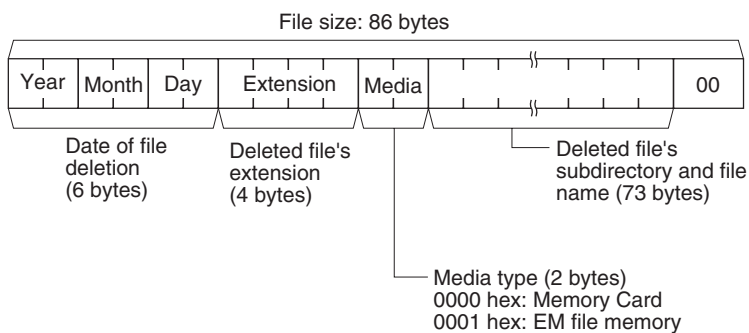 File size: 86 bytes
Year Month Day Extension Media 00
Date of file
deletion
(6 bytes)
Deleted file's
extension
(4 bytes)
Deleted file's
subdirectory and file
name (73 bytes)
Media type (2 bytes)
0000 hex: Memory Card
0001 hex: EM file memory